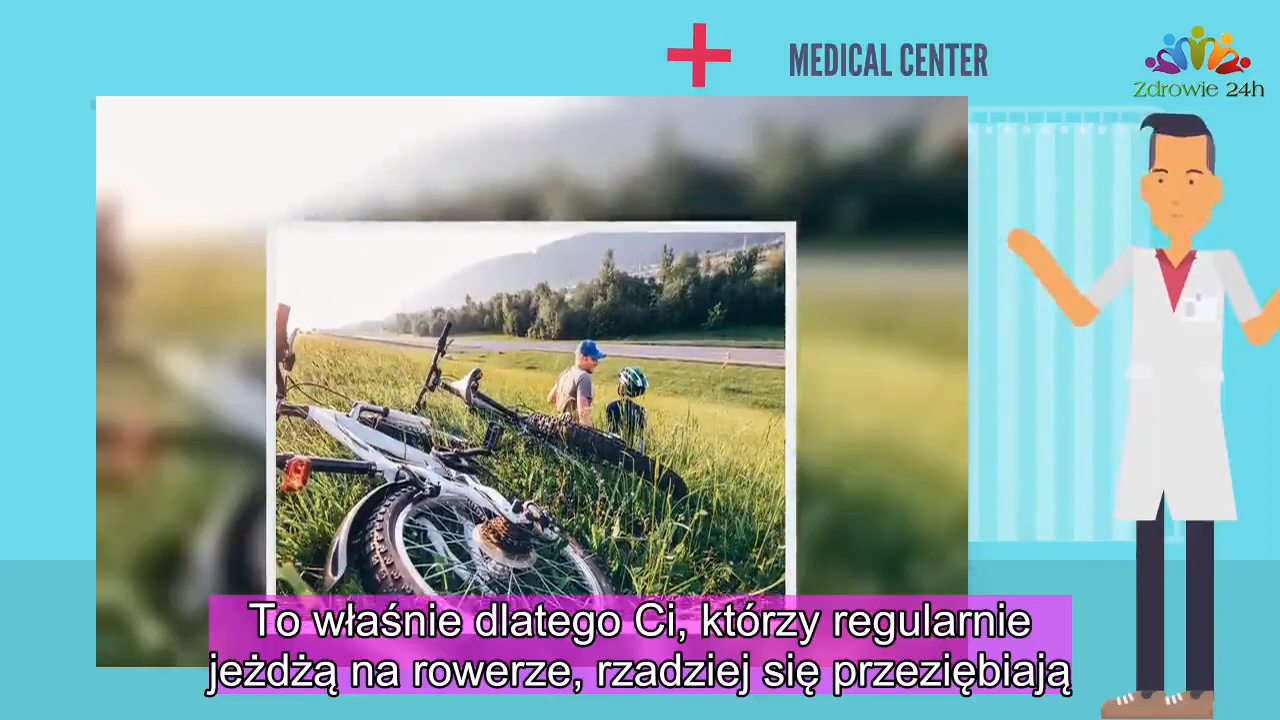 MEDICAL CENTER
Zdrowie 24h
To właśnie dlatego Ci, którzy regularnie
jeżdżą na rowerze, rzadziej się przeziębiają